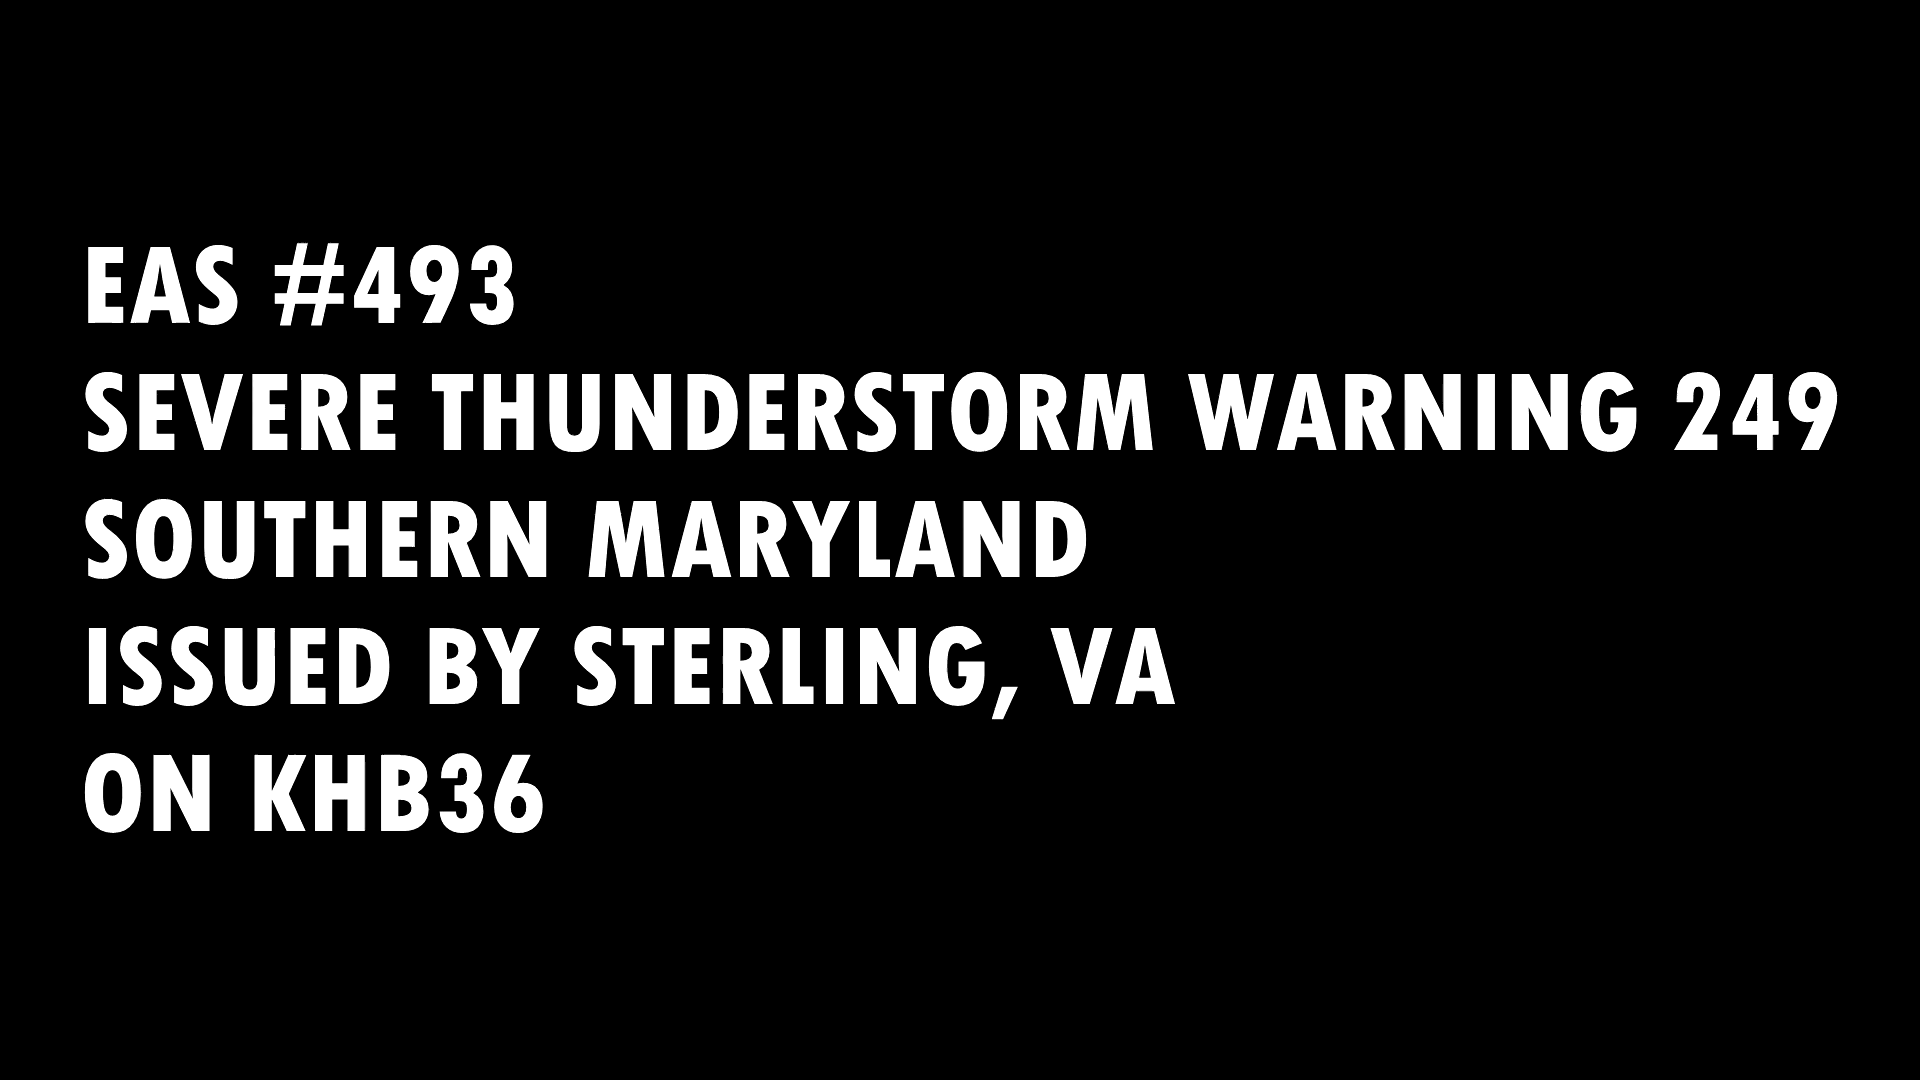 EAS #493
SEVERE THUNDERSTORM WARNING 249
SOUTHERN MARYLAND
ISSUED BY STERLING, VA
ON KHB36